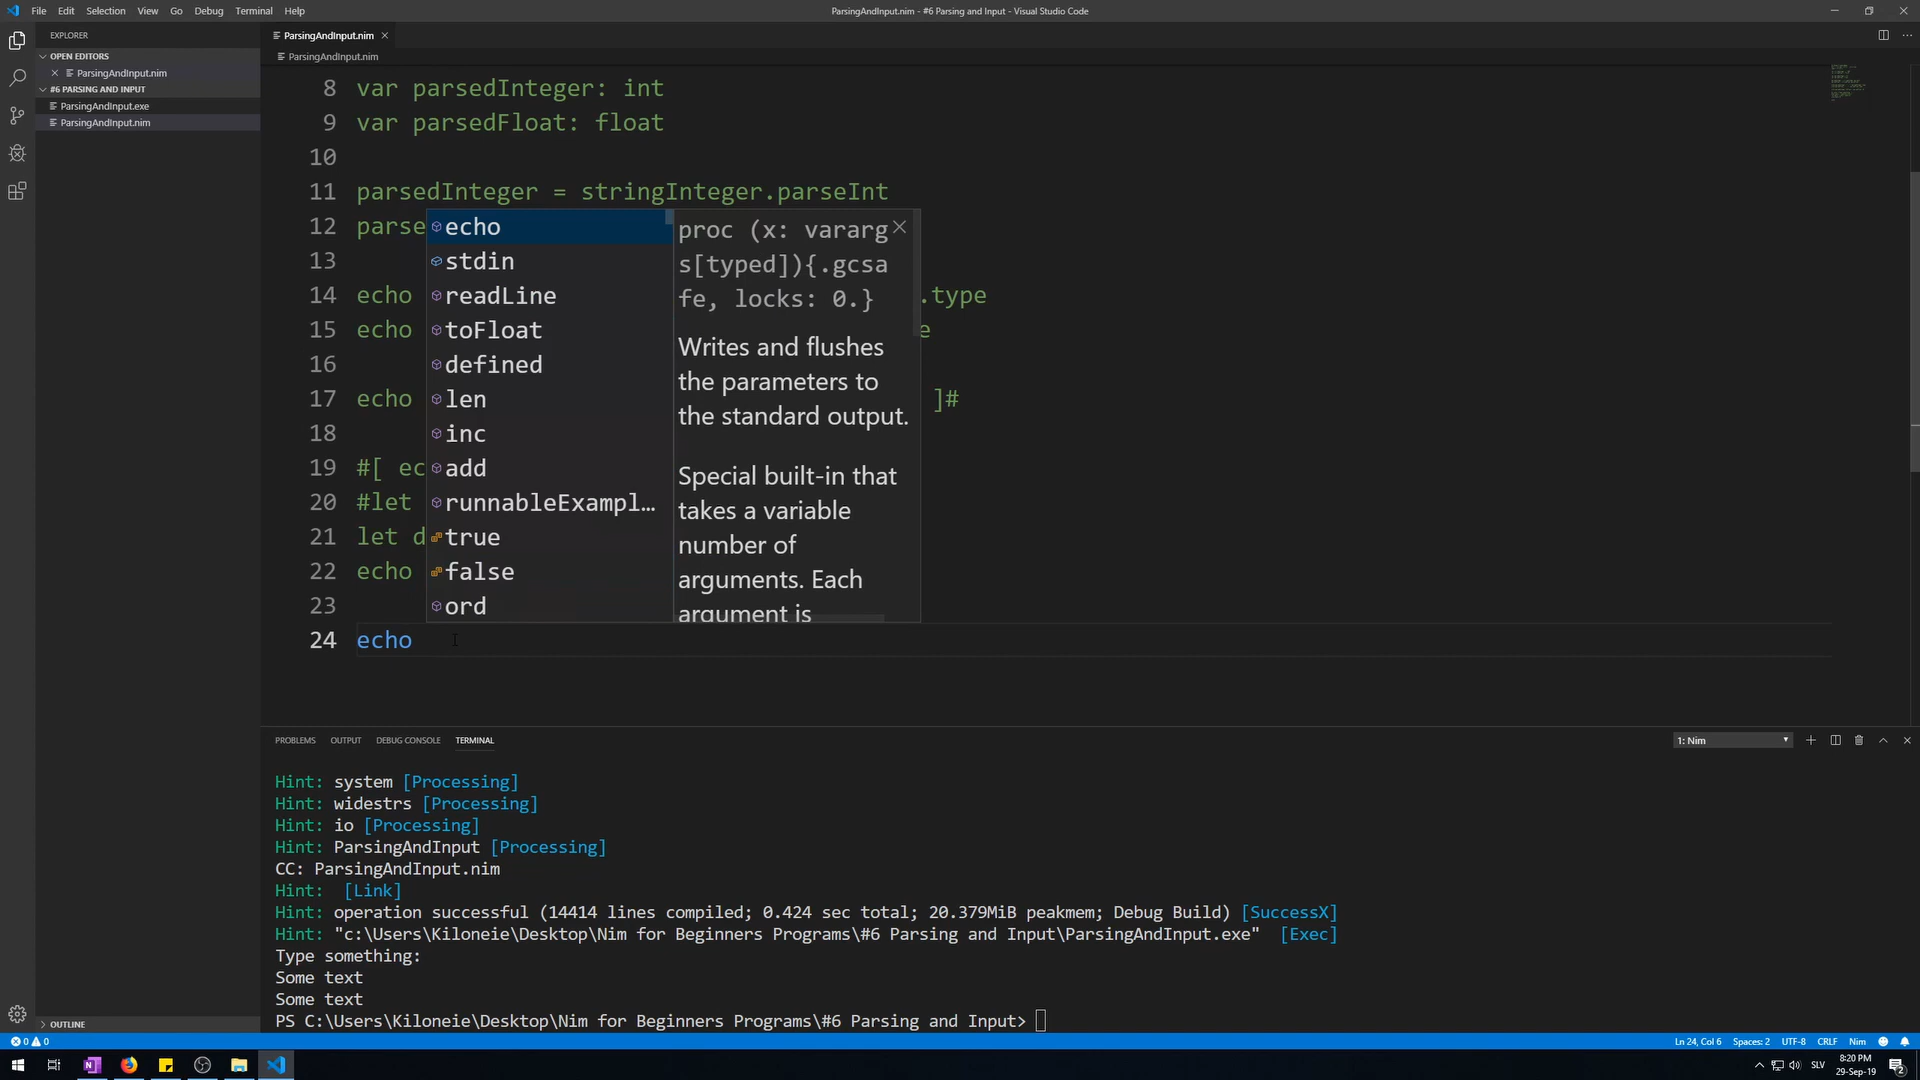 File Edit Selection View Go Debug Terminal Help
ParsingAndInput.nim - #6 Parsing and Input - Visual Studio Code
EXPLORER
OPEN EDITORS
ParsingAndInput.nim
#6 PARSING AND INPUT
ParsingAndInput.exe
ParsingAndInput.nim
OUTLINE
ParsingAndInput.nim
ParsingAndInput.nim
8 var parsedInteger: int
9 var parsedFloat: float
10
11 parsedInteger = stringInteger.parseInt
12 parse
13
14 echo .type
15 echo e
16
17 echo ]#
18
19 #[ ec
20 #let
21 let d
22 echo
23
24 echo
echo
stdin
readLine
toFloat
defined
len
inc
add
runnableExampl...
true
false
ord
proc (x: vararg
s[typed]){.gcsa
fe, locks: 0.}
Writes and flushes
the parameters to
the standard output.
Special built-in that
takes a variable
number of
arguments. Each
argument is
PROBLEMS OUTPUT DEBUG CONSOLE TERMINAL
1: Nim
Hint: system [Processing]
Hint: widestrs [Processing]
Hint: io [Processing]
Hint: ParsingAndInput [Processing]
CC: ParsingAndInput.nim
Hint: [Link]
Hint: operation successful (14414 lines compiled; 0.424 sec total; 20.379MiB peakmem; Debug Build) [SuccessX]
Hint: "c:\Users\Kiloneie\Desktop\Nim for Beginners Programs\#6 Parsing and Input\ParsingAndInput.exe" [Exec]
Type something:
Some text
Some text
PS C:\Users\Kiloneie\Desktop\Nim for Beginners Programs\#6 Parsing and Input>
0 0
Ln 24, Col 6 Spaces: 2 UTF-8 CRLF Nim
SLV
8:20 PM
29-Sep-19
2